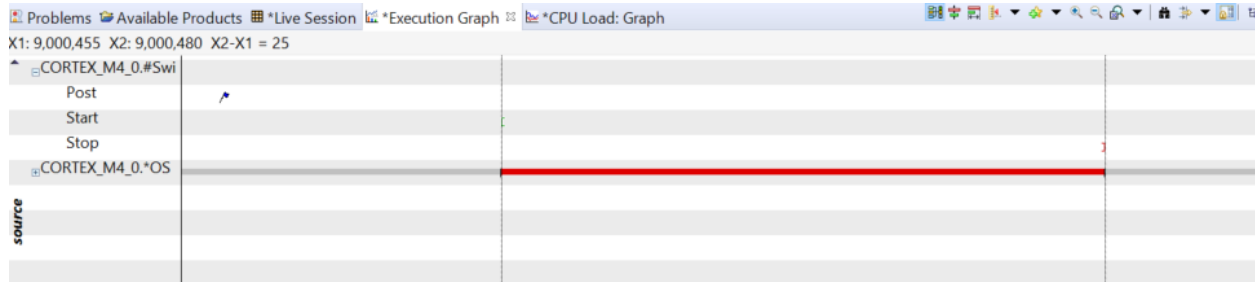 Problems Available Products *Live Session *Execution Graph *CPU Load: Graph
X1: 9,000,455 X2: 9,000,480 X2-X1 = 25
CORTEX_M4_0.#Swi
Post
Start
Stop
CORTEX_M4_0.*OS
source